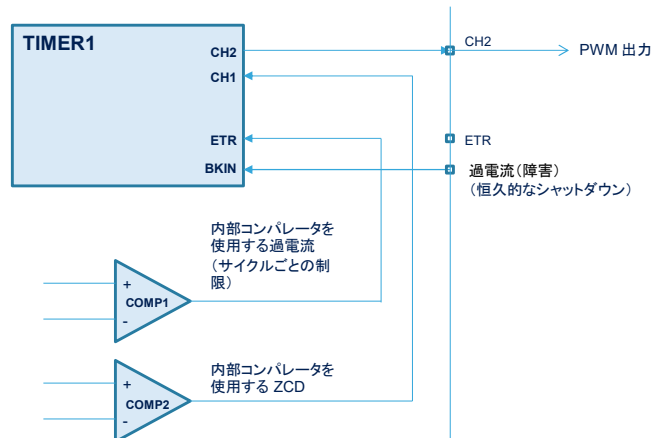 TIMER1
CH2
CH1
ETR
BKIN
CH2
PWM 出力
ETR
過電流（障害）
（恒久的なシャットダウン）
内部コンパレータを
使用する過電流
（サイクルごとの制
限）
+
COMP1
-
内部コンパレータを
使用する ZCD
+
COMP2
-